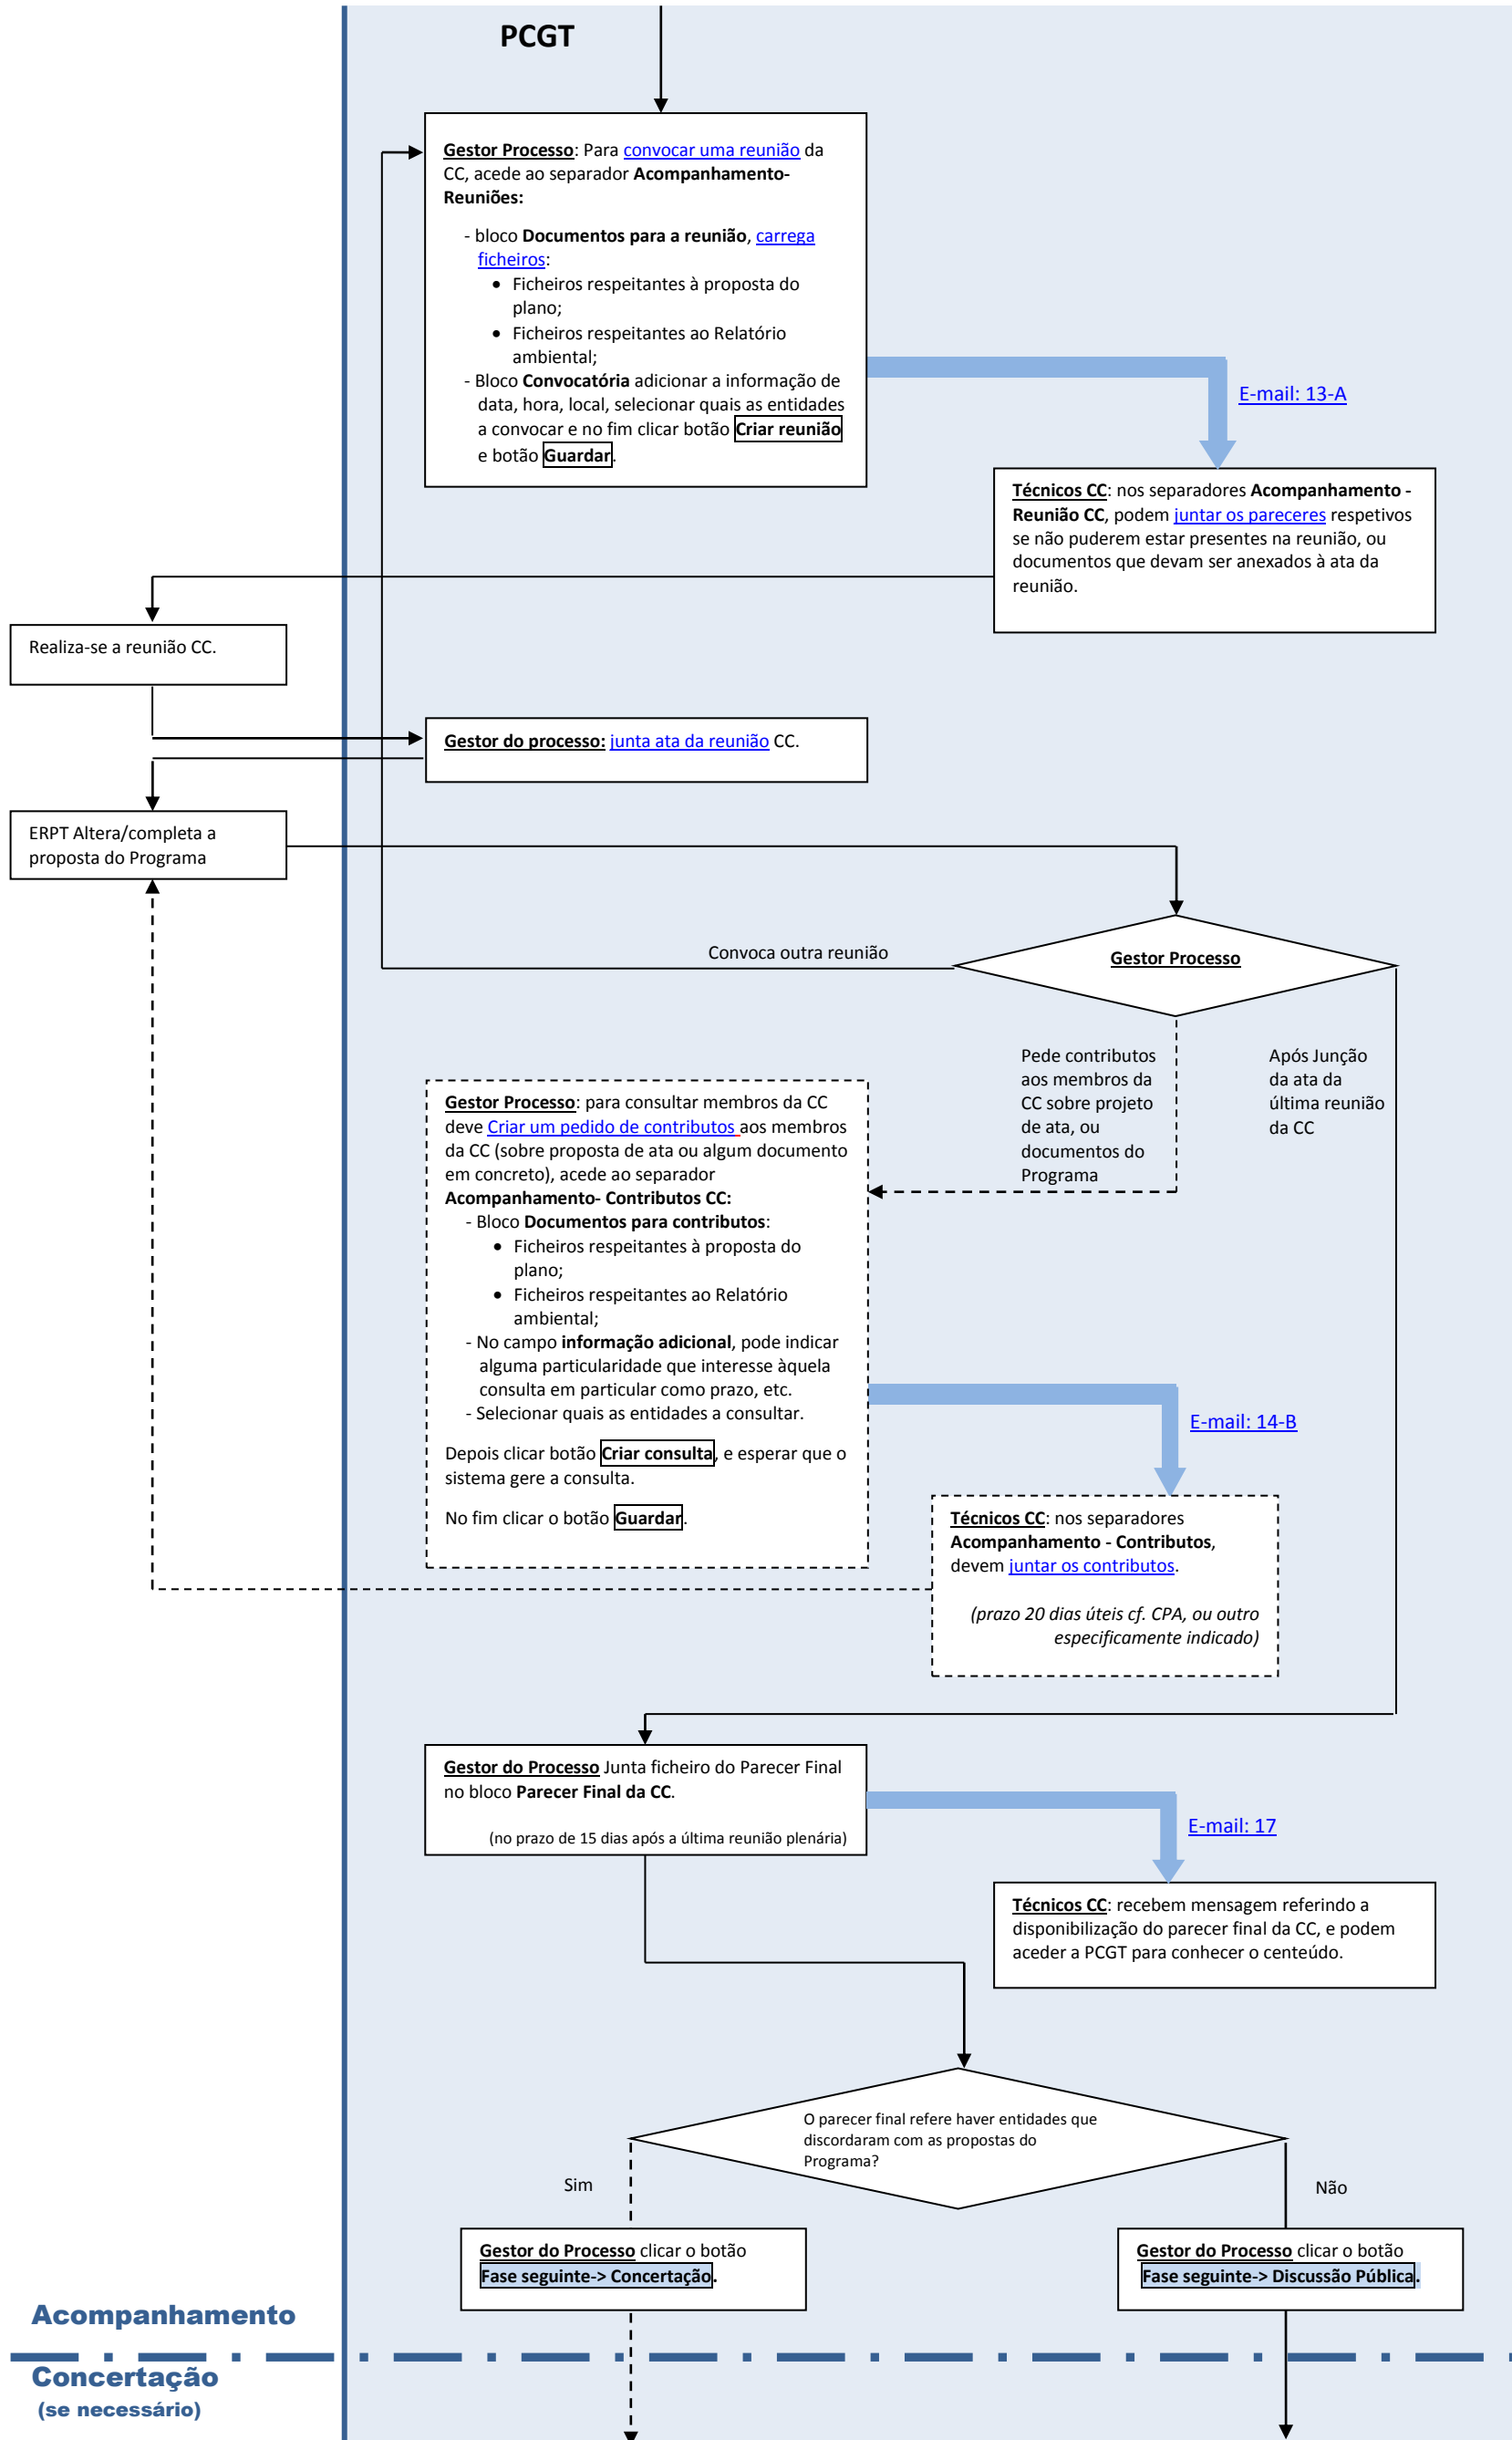 PCGT
Gestor Processo: Para convocar uma reunião da
CC, acede ao separador Acompanhamento-
Reuniões:
- bloco Documentos para a reunião, carrega
ficheiros:
• Ficheiros respeitantes à proposta do
plano;
• Ficheiros respeitantes ao Relatório
ambiental;
- Bloco Convocatória adicionar a informação de
data, hora, local, selecionar quais as entidades
a convocar e no fim clicar botão Criar reunião
e botão Guardar.
E-mail: 13-A
Técnicos CC: nos separadores Acompanhamento -
Reunião CC, podem juntar os pareceres respetivos
se não puderem estar presentes na reunião, ou
documentos que devam ser anexados à ata da
reunião.
Realiza-se a reunião CC.
Gestor do processo: junta ata da reunião CC.
ERPT Altera/completa a
proposta do Programa
Gestor Processo
Convoca outra reunião
Pede contributos
aos membros da
CC sobre projeto
de ata, ou
documentos do
Programa
Após Junção
da ata da
última reunião
da CC
Gestor Processo: para consultar membros da CC
deve Criar um pedido de contributos aos membros
da CC (sobre proposta de ata ou algum documento
em concreto), acede ao separador
Acompanhamento- Contributos CC:
- Bloco Documentos para contributos:
• Ficheiros respeitantes à proposta do
plano;
• Ficheiros respeitantes ao Relatório
ambiental;
- No campo informação adicional, pode indicar
alguma particularidade que interesse àquela
consulta em particular como prazo, etc.
- Selecionar quais as entidades a consultar.
Depois clicar botão Criar consulta, e esperar que o
sistema gere a consulta.
No fim clicar o botão Guardar.
E-mail: 14-B
Técnicos CC: nos separadores
Acompanhamento - Contributos,
devem juntar os contributos.
(prazo 20 dias úteis cf. CPA, ou outro
especificamente indicado)
Gestor do Processo Junta ficheiro do Parecer Final
no bloco Parecer Final da CC.
(no prazo de 15 dias após a última reunião plenária)
E-mail: 17
Técnicos CC: recebem mensagem referindo a
disponibilização do parecer final da CC, e podem
aceder a PCGT para conhecer o centeúdo.
O parecer final refere haver entidades que
discordaram com as propostas do
Programa?
Sim
Não
Gestor do Processo clicar o botão
Fase seguinte-> Concertação.
Gestor do Processo clicar o botão
Fase seguinte-> Discussão Pública.
Acompanhamento
Concertação
(se necessário)